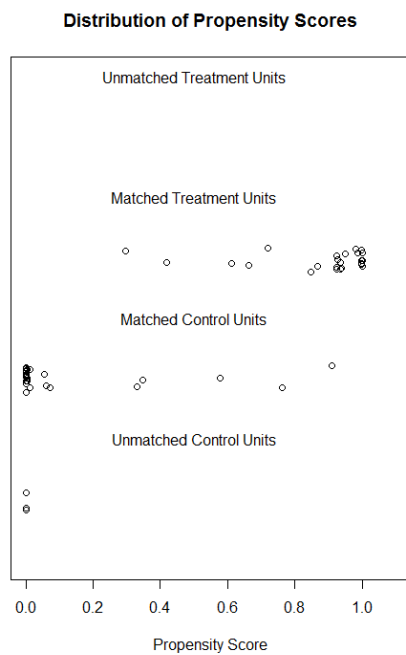 Distribution of Propensity Scores
Unmatched Treatment Units
Matched Treatment Units
Matched Control Units
Unmatched Control Units
0.0 0.2 0.4 0.6 0.8 1.0
Propensity Score